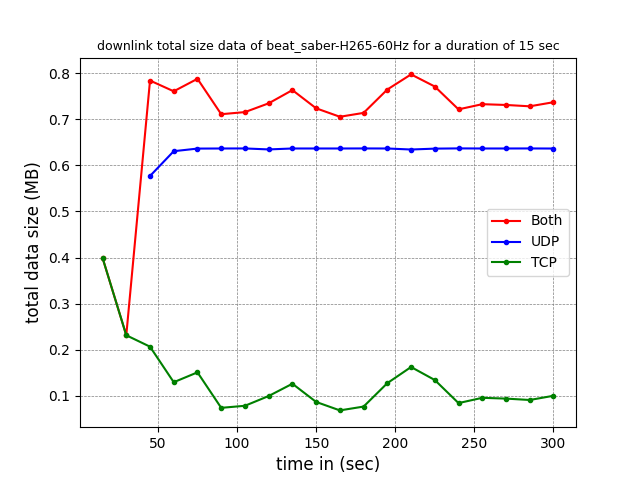 downlink total size data of beat_saber-H265-60Hz for a duration of 15 sec
total data size (MB)
0.8
0.7
0.6
0.5
0.4
0.3
0.2
0.1
Both
UDP
TCP
50 100 150 200 250 300
time in (sec)